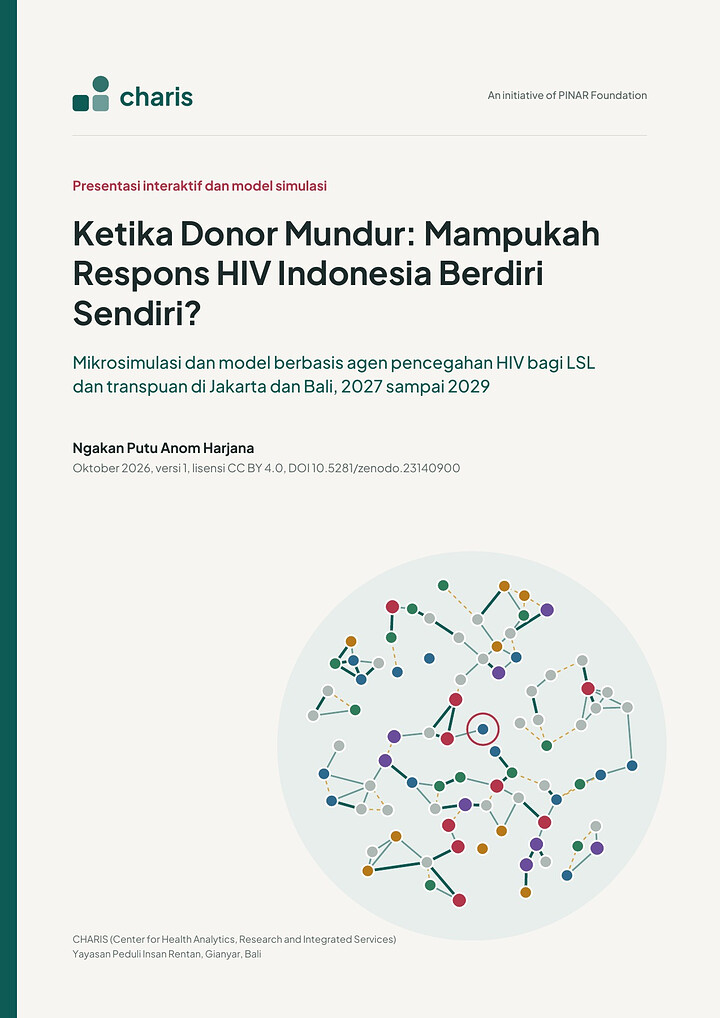 charis
An initiative of PINAR Foundation
Presentasi interaktif dan model simulasi
Ketika Donor Mundur: Mampukah
Respons HIV Indonesia Berdiri
Sendiri?
Mikrosimulasi dan model berbasis agen pencegahan HIV bagi LSL
dan transpuan di Jakarta dan Bali, 2027 sampai 2029
Ngakan Putu Anom Harjana
Oktober 2026, versi 1, lisensi CC BY 4.0, DOI 10.5281/zenodo.23140900
CHARIS (Center for Health Analytics, Research and Integrated Services)
Yayasan Peduli Insan Rentan, Gianyar, Bali